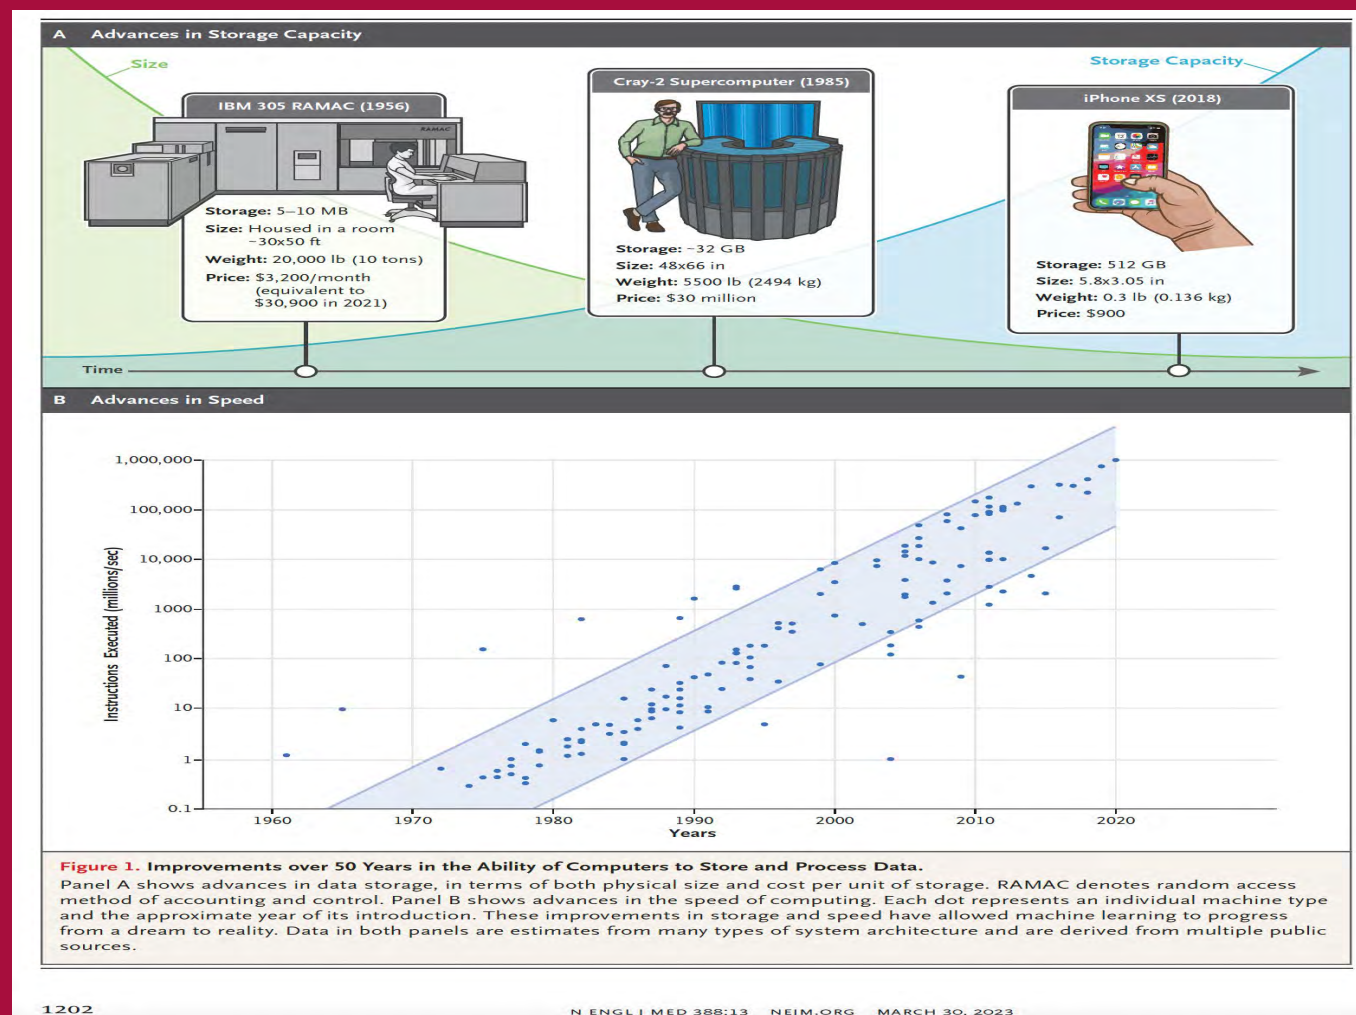 A Advances in Storage Capacity
Size
Storage Capacity
IBM 305 RAMAC (1956)
RAMAC
Storage: 5–10 MB
Size: Housed in a room
~30x50 ft
Weight: 20,000 lb (10 tons)
Price: $3,200/month
(equivalent to
$30,900 in 2021)
Cray-2 Supercomputer (1985)
Storage: ~32 GB
Size: 48x66 in
Weight: 5500 lb (2494 kg)
Price: $30 million
iPhone XS (2018)
Storage: 512 GB
Size: 5.8x3.05 in
Weight: 0.3 lb (0.136 kg)
Price: $900
Time
B Advances in Speed
Instructions Executed (millions/sec)
1,000,000
100,000
10,000
1000
100
10
1
0.1
1960 1970 1980 1990 2000 2010 2020
Years
Figure 1. Improvements over 50 Years in the Ability of Computers to Store and Process Data.
Panel A shows advances in data storage, in terms of both physical size and cost per unit of storage. RAMAC denotes random access
method of accounting and control. Panel B shows advances in the speed of computing. Each dot represents an individual machine type
and the approximate year of its introduction. These improvements in storage and speed have allowed machine learning to progress
from a dream to reality. Data in both panels are estimates from many types of system architecture and are derived from multiple public
sources.
1202
N ENGL J MED 388;13 NEJM.ORG MARCH 30, 2023